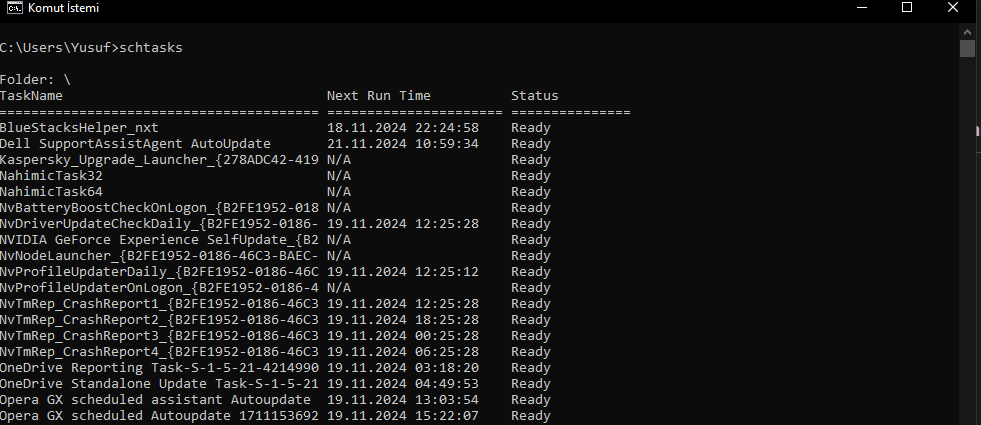 Komut İstemi
C:\Users\Yusuf>schtasks
Folder: \
TaskName Next Run Time Status
======================================== ====================== ===============
BlueStacksHelper_nxt 18.11.2024 22:24:58 Ready
Dell SupportAssistAgent AutoUpdate 21.11.2024 10:59:34 Ready
Kaspersky_Upgrade_Launcher_{278ADC42-419 N/A Ready
NahimicTask32 N/A Ready
NahimicTask64 N/A Ready
NvBatteryBoostCheckOnLogon_{B2FE1952-018 N/A Ready
NvDriverUpdateCheckDaily_{B2FE1952-0186- 19.11.2024 12:25:28 Ready
NVIDIA GeForce Experience SelfUpdate_{B2 N/A Ready
NvNodeLauncher_{B2FE1952-0186-46C3-BAEC- N/A Ready
NvProfileUpdaterDaily_{B2FE1952-0186-46C 19.11.2024 12:25:12 Ready
NvProfileUpdaterOnLogon_{B2FE1952-0186-4 N/A Ready
NvTmRep_CrashReport1_{B2FE1952-0186-46C3 19.11.2024 12:25:28 Ready
NvTmRep_CrashReport2_{B2FE1952-0186-46C3 19.11.2024 18:25:28 Ready
NvTmRep_CrashReport3_{B2FE1952-0186-46C3 19.11.2024 00:25:28 Ready
NvTmRep_CrashReport4_{B2FE1952-0186-46C3 19.11.2024 06:25:28 Ready
OneDrive Reporting Task-S-1-5-21-4214990 19.11.2024 03:18:20 Ready
OneDrive Standalone Update Task-S-1-5-21 19.11.2024 04:49:53 Ready
Opera GX scheduled assistant Autoupdate 19.11.2024 13:03:54 Ready
Opera GX scheduled Autoupdate 1711153692 19.11.2024 15:22:07 Ready